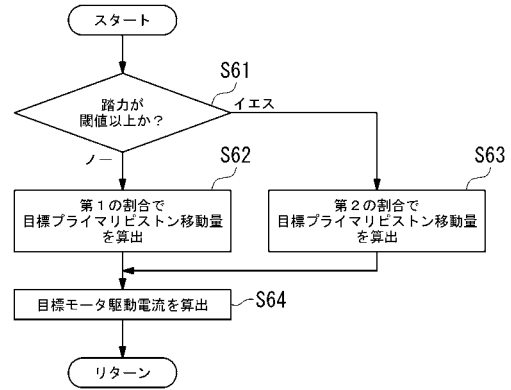 スタート
S61
踏力が
閾値以上か？
イエス
ノー
S62
第１の割合で
目標プライマリピストン移動量
を算出
S63
第２の割合で
目標プライマリピストン移動量
を算出
目標モータ駆動電流を算出
S64
リターン